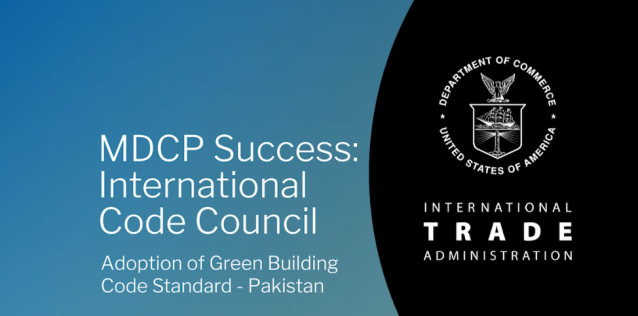 MDCP Success:
International
Code Council
Adoption of Green Building
Code Standard - Pakistan
DEPARTMENT OF COMMERCE
★ UNITED STATES OF AMERICA ★
INTERNATIONAL
TRADE
ADMINISTRATION